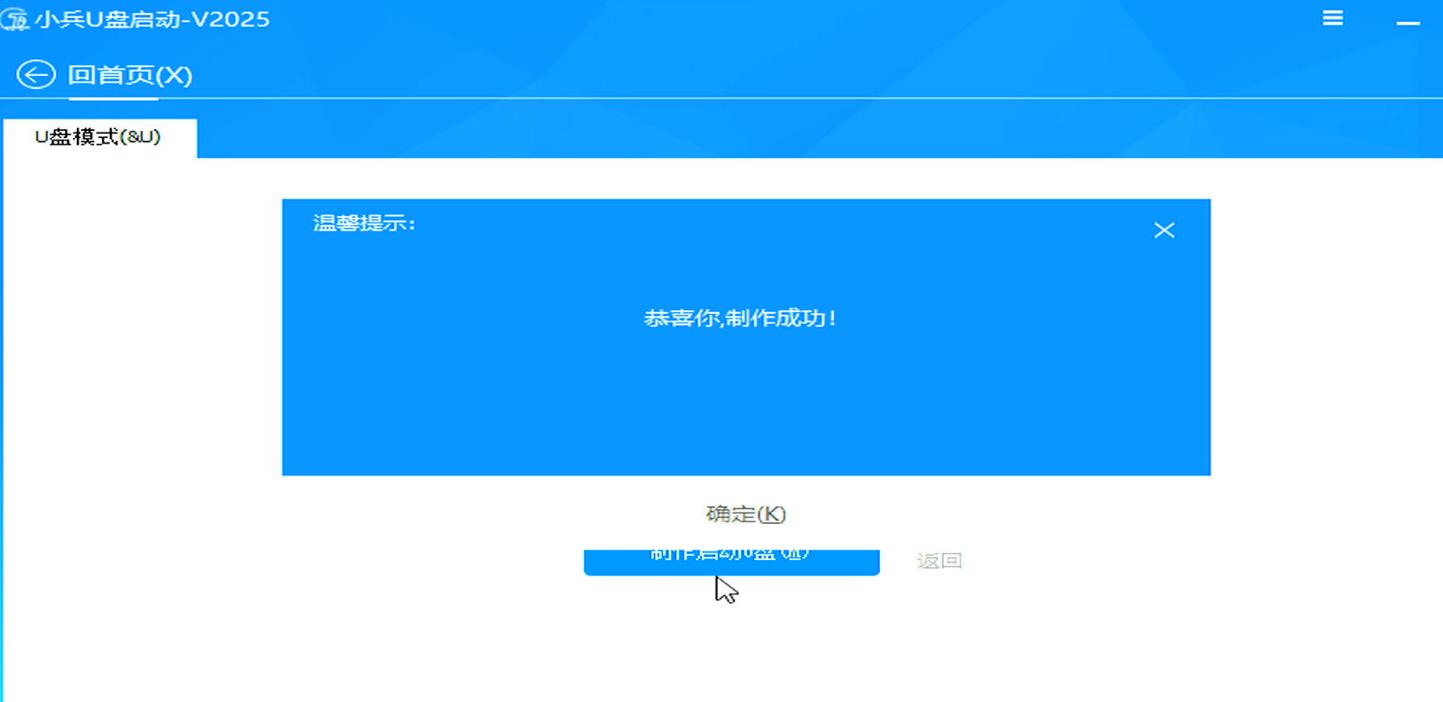 小兵U盘启动-V2025
回首页(X)
U盘模式(&U)
温馨提示:
恭喜你,制作成功!
确定(K)
制作启动U盘
返回